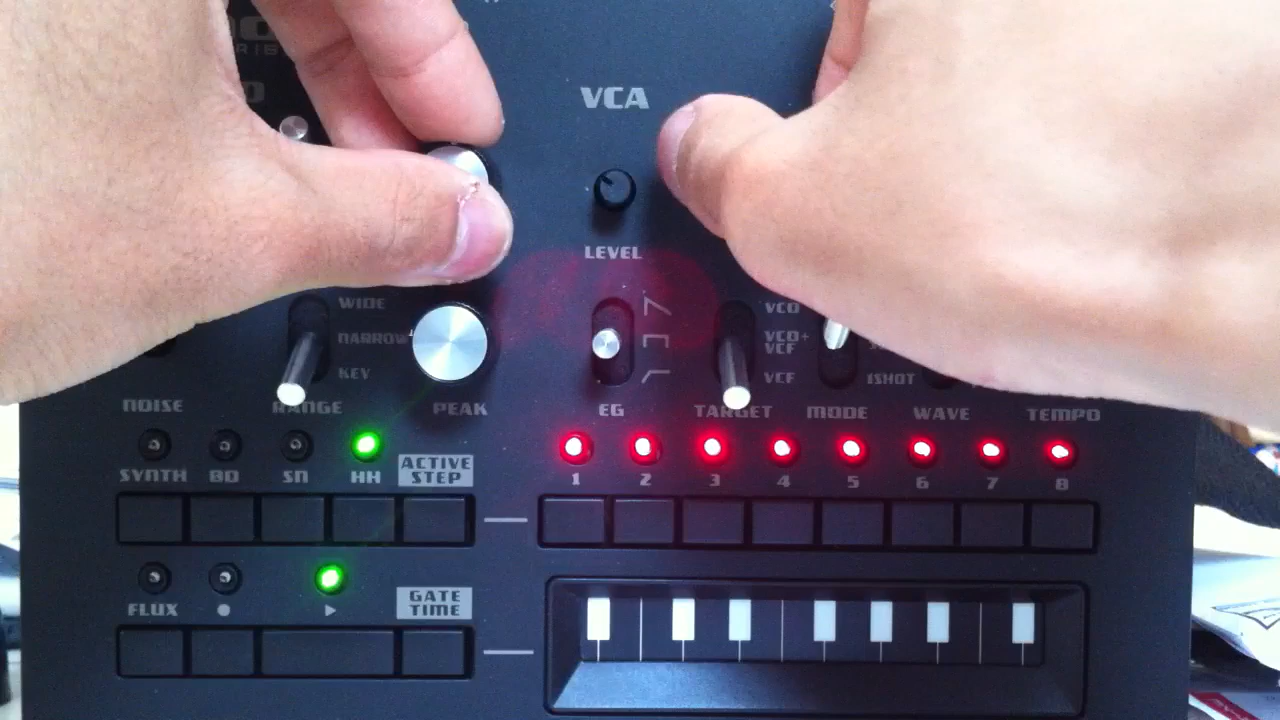 VCA
LEVEL
WIDE
NARROW
KEY
VCO
VCO+
VCF
VCF
1SHOT
NOISE
RANGE
PEAK
EG
TARGET
MODE
WAVE
TEMPO
SYNTH
BD
SN
HH
ACTIVE
STEP
1
2
3
4
5
6
7
8
FLUX
GATE
TIME